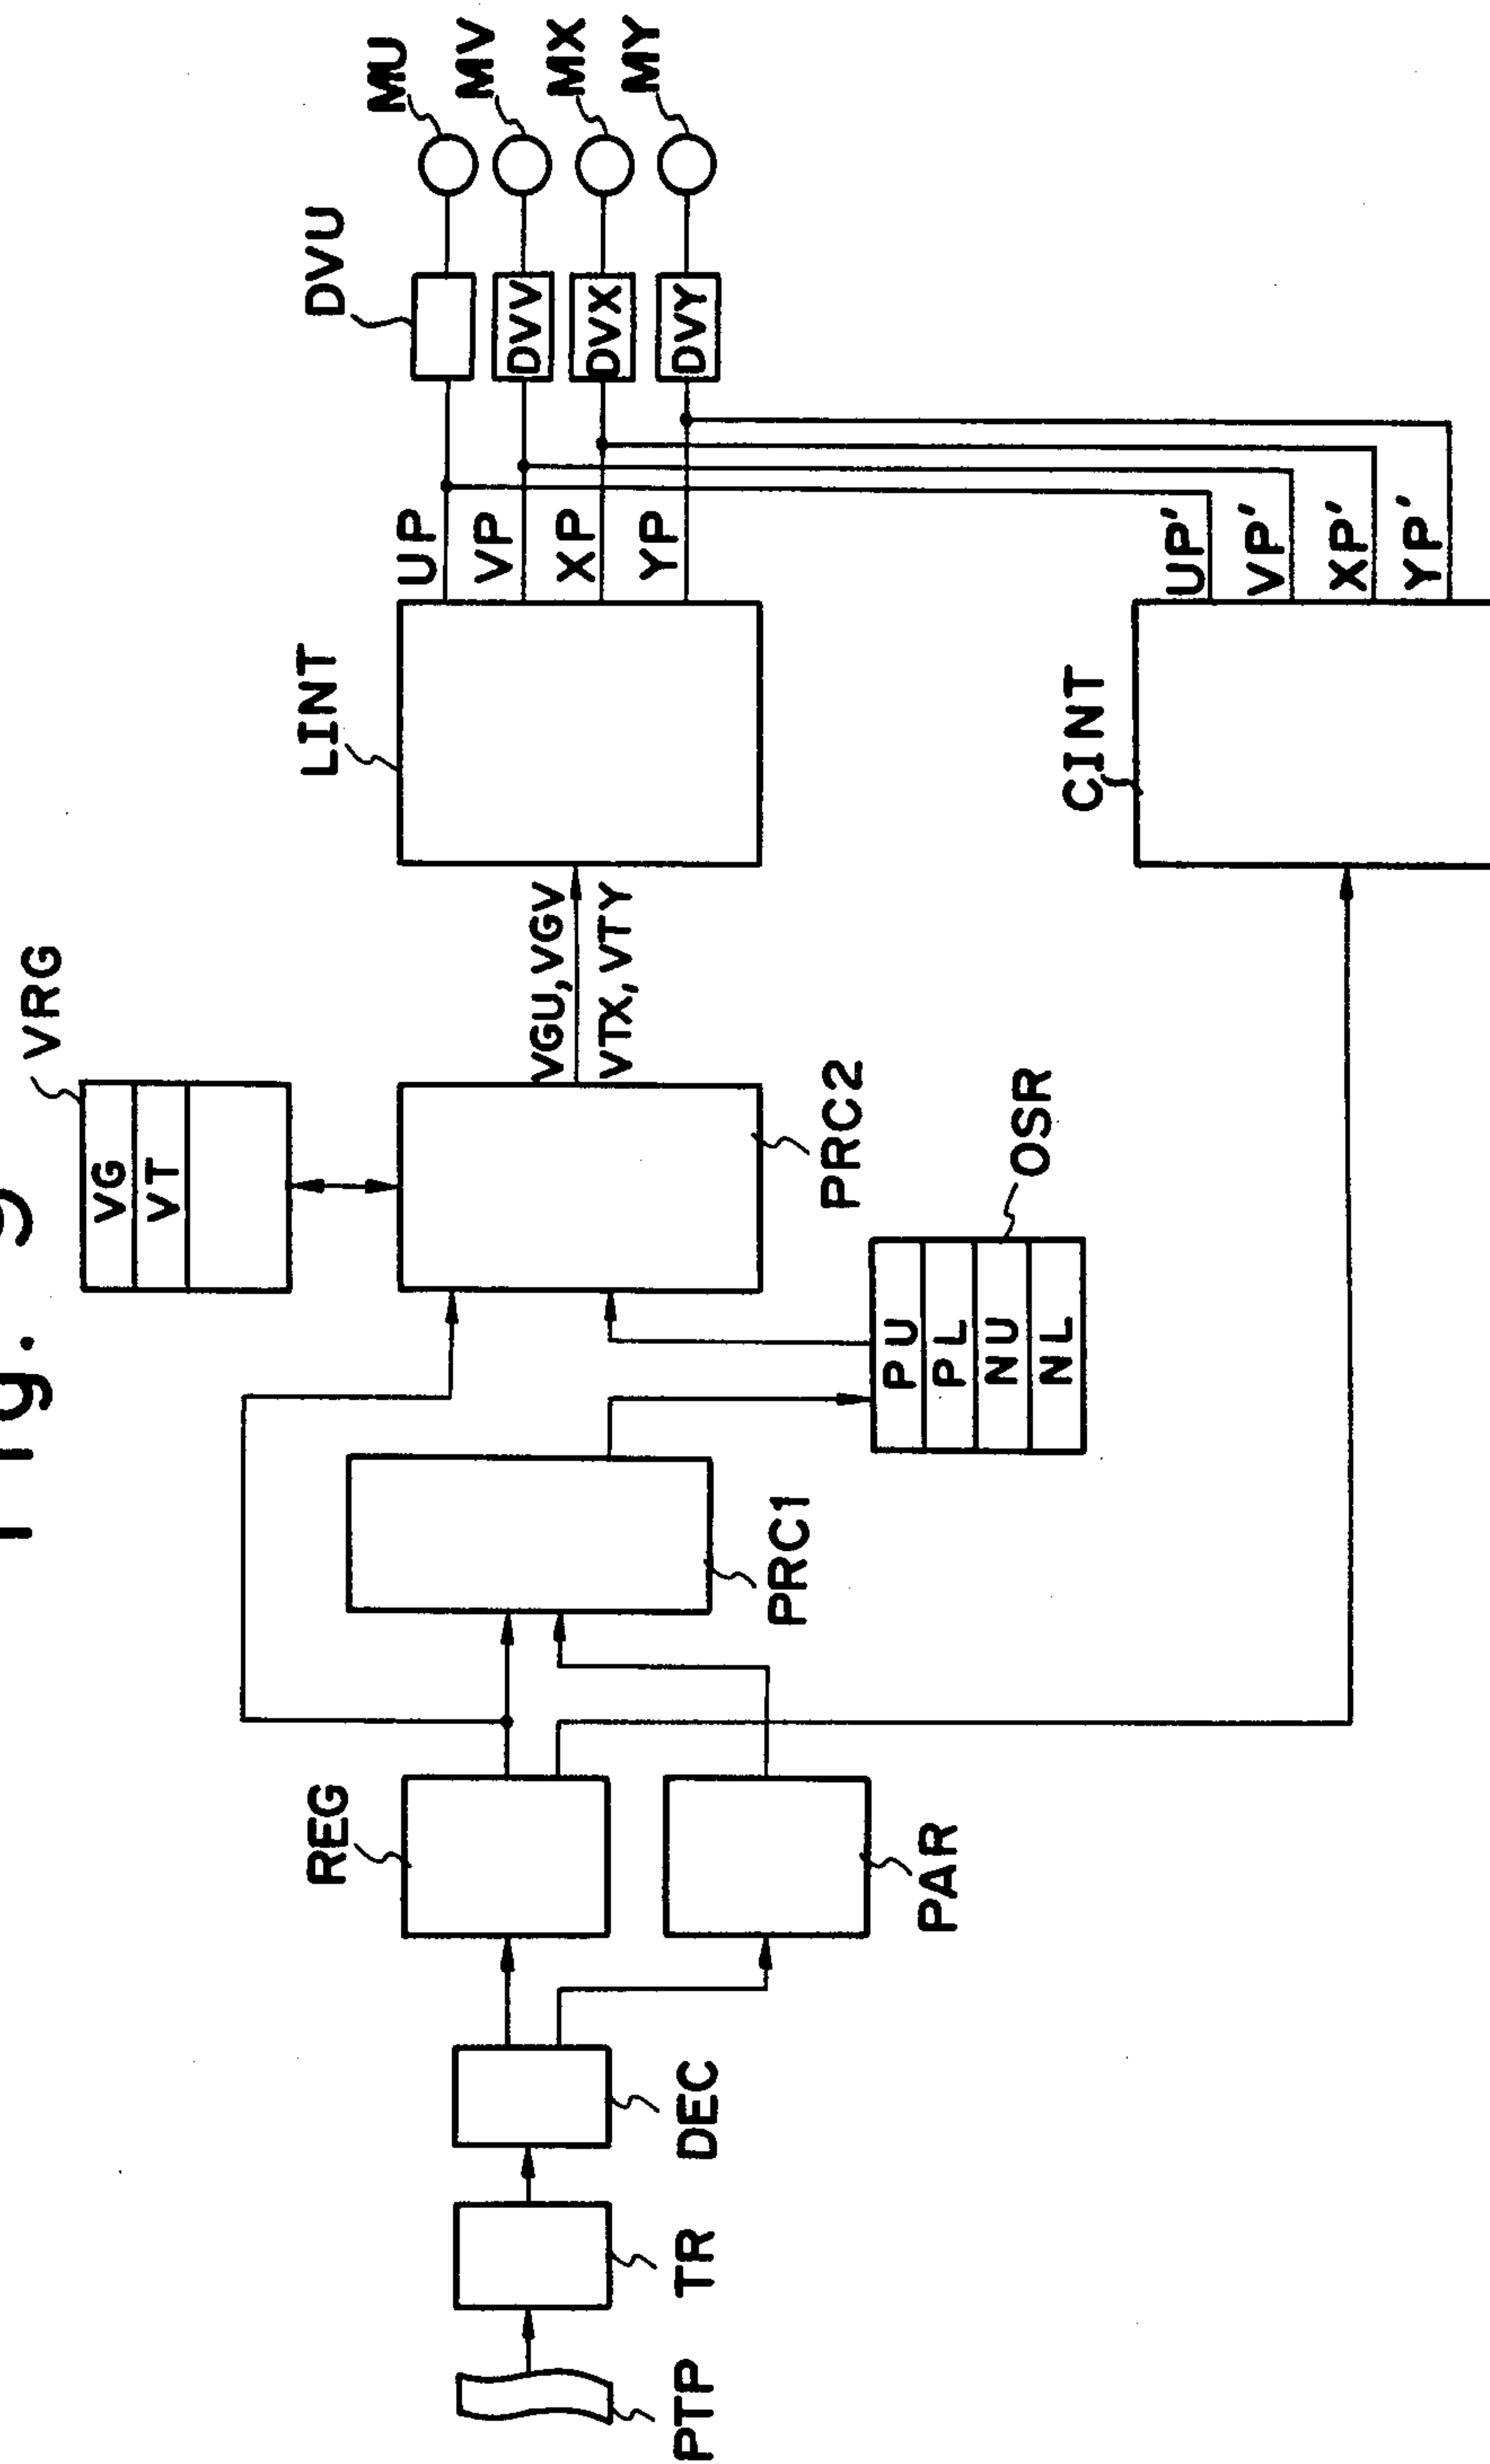 Fig. 9
VRG
VG
VT
LINT
DVU
MU
MV
MX
MY
UP
VP
XP
YP
DVV
DVX
DVY
VGU,VGV
VTX,VTY
REG
PRC1
PRC2
PTP
TR
DEC
PAR
OSR
PU
PL
NU
NL
CINT
UP'
VP'
XP'
YP'